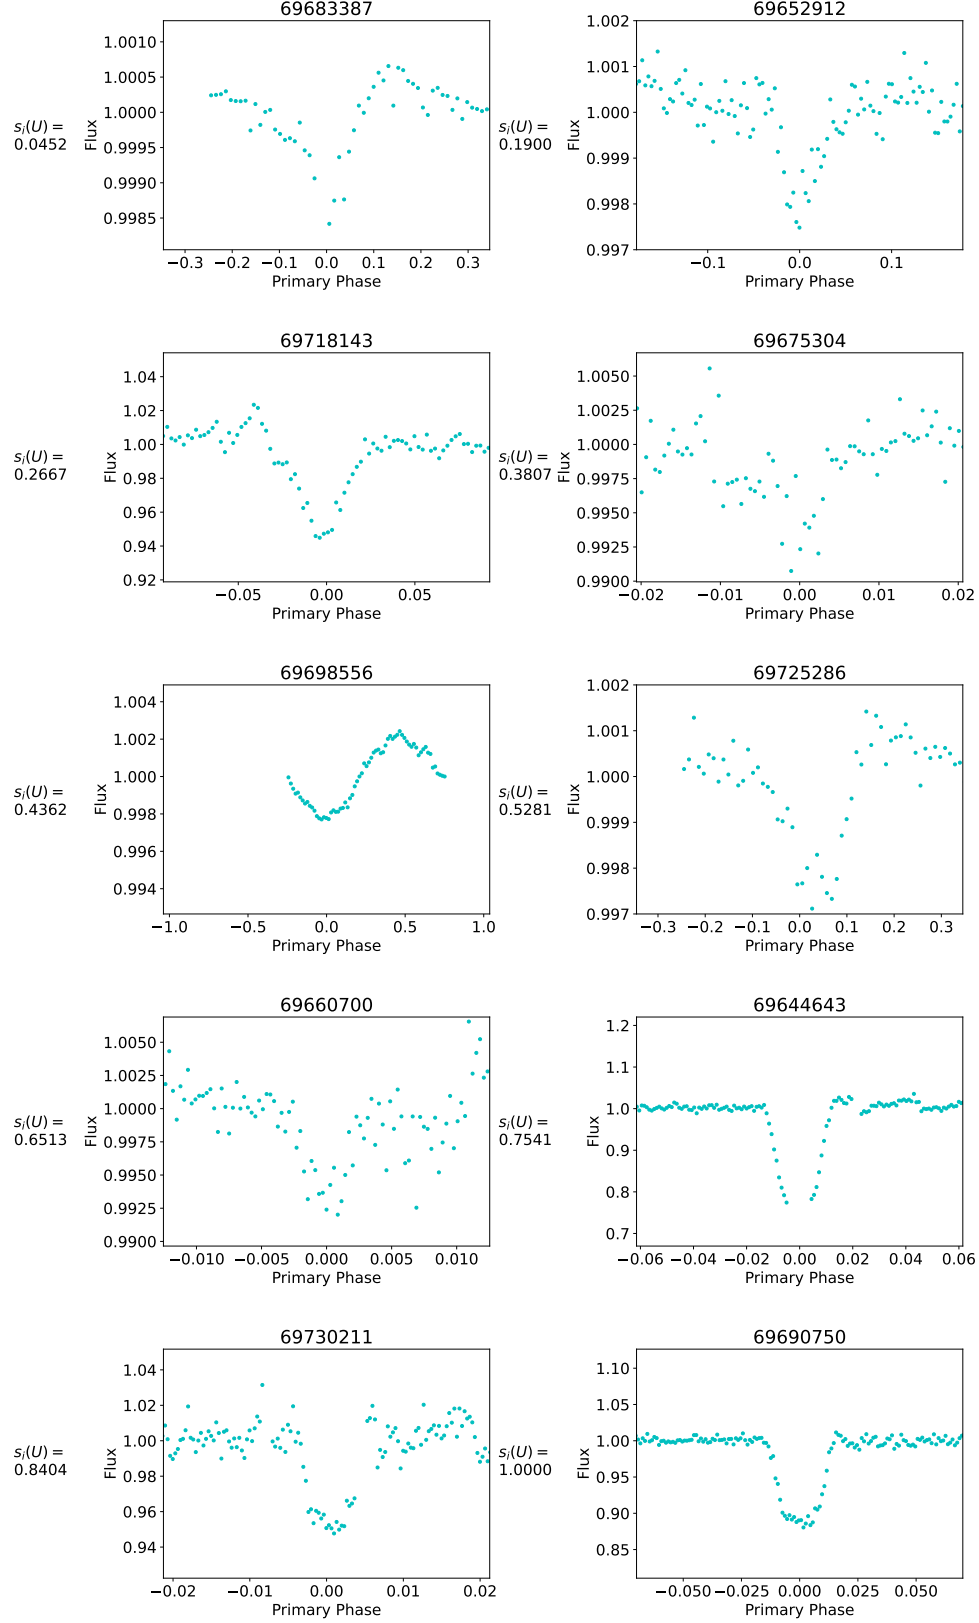 69683387
1.0010
1.0005
1.0000
0.9995
0.9990
0.9985
Flux
s_i(U) =
0.0452
−0.3 −0.2 −0.1 0.0 0.1 0.2 0.3
Primary Phase
69652912
1.002
1.001
1.000
0.999
0.998
0.997
Flux
s_i(U) =
0.1900
−0.1 0.0 0.1
Primary Phase
69718143
1.04
1.02
1.00
0.98
0.96
0.94
0.92
Flux
s_i(U) =
0.2667
−0.05 0.00 0.05
Primary Phase
69675304
1.0050
1.0025
1.0000
0.9975
0.9950
0.9925
0.9900
Flux
s_i(U) =
0.3807
−0.02 −0.01 0.00 0.01 0.02
Primary Phase
69698556
1.004
1.002
1.000
0.998
0.996
0.994
Flux
s_i(U) =
0.4362
−1.0 −0.5 0.0 0.5 1.0
Primary Phase
69725286
1.002
1.001
1.000
0.999
0.998
0.997
Flux
s_i(U) =
0.5281
−0.3 −0.2 −0.1 0.0 0.1 0.2 0.3
Primary Phase
69660700
1.0050
1.0025
1.0000
0.9975
0.9950
0.9925
0.9900
Flux
s_i(U) =
0.6513
−0.010 −0.005 0.000 0.005 0.010
Primary Phase
69644643
1.2
1.1
1.0
0.9
0.8
0.7
Flux
s_i(U) =
0.7541
−0.06 −0.04 −0.02 0.00 0.02 0.04 0.06
Primary Phase
69730211
1.04
1.02
1.00
0.98
0.96
0.94
Flux
s_i(U) =
0.8404
−0.02 −0.01 0.00 0.01 0.02
Primary Phase
69690750
1.10
1.05
1.00
0.95
0.90
0.85
Flux
s_i(U) =
1.0000
−0.050 −0.025 0.000 0.025 0.050
Primary Phase